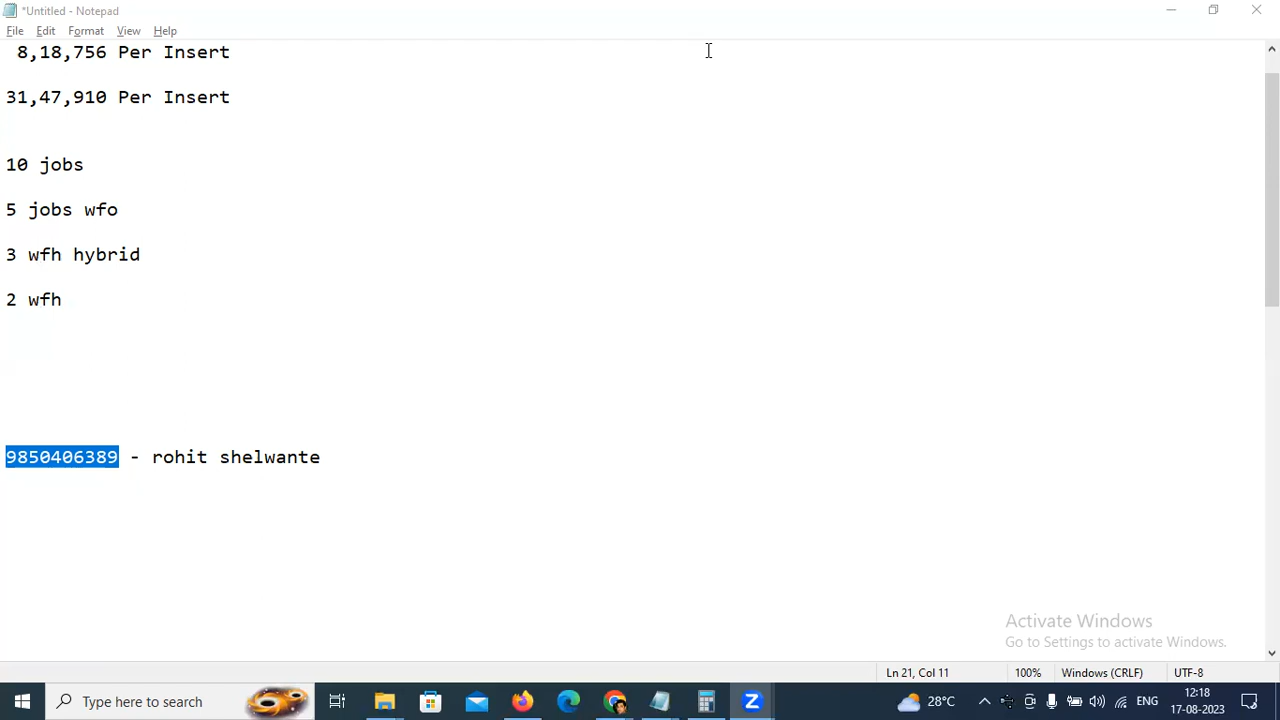 *Untitled - Notepad
File Edit Format View Help
8,18,756 Per Insert
31,47,910 Per Insert
10 jobs
5 jobs wfo
3 wfh hybrid
2 wfh
9850406389 - rohit shelwante
Activate Windows
Go to Settings to activate Windows.
Ln 21, Col 11 100% Windows (CRLF) UTF-8
Type here to search
28°C ENG 12:18
17-08-2023